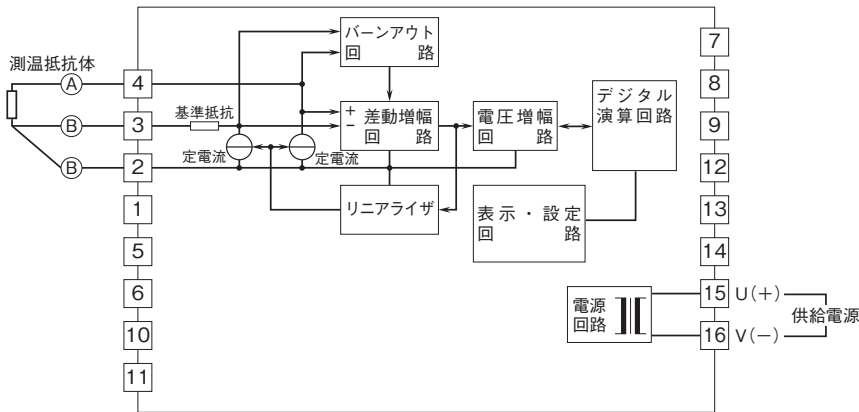 測温抵抗体
A
B
B
4
3
2
1
5
6
10
11
基準抵抗
定電流
定電流
バーンアウト
回路
+
−
差動増幅
回路
電圧増幅
回路
デジタル
演算回路
リニアライザ
表示・設定
回路
電源
回路
7
8
9
12
13
14
15
16
U(+)
V(−)
供給電源